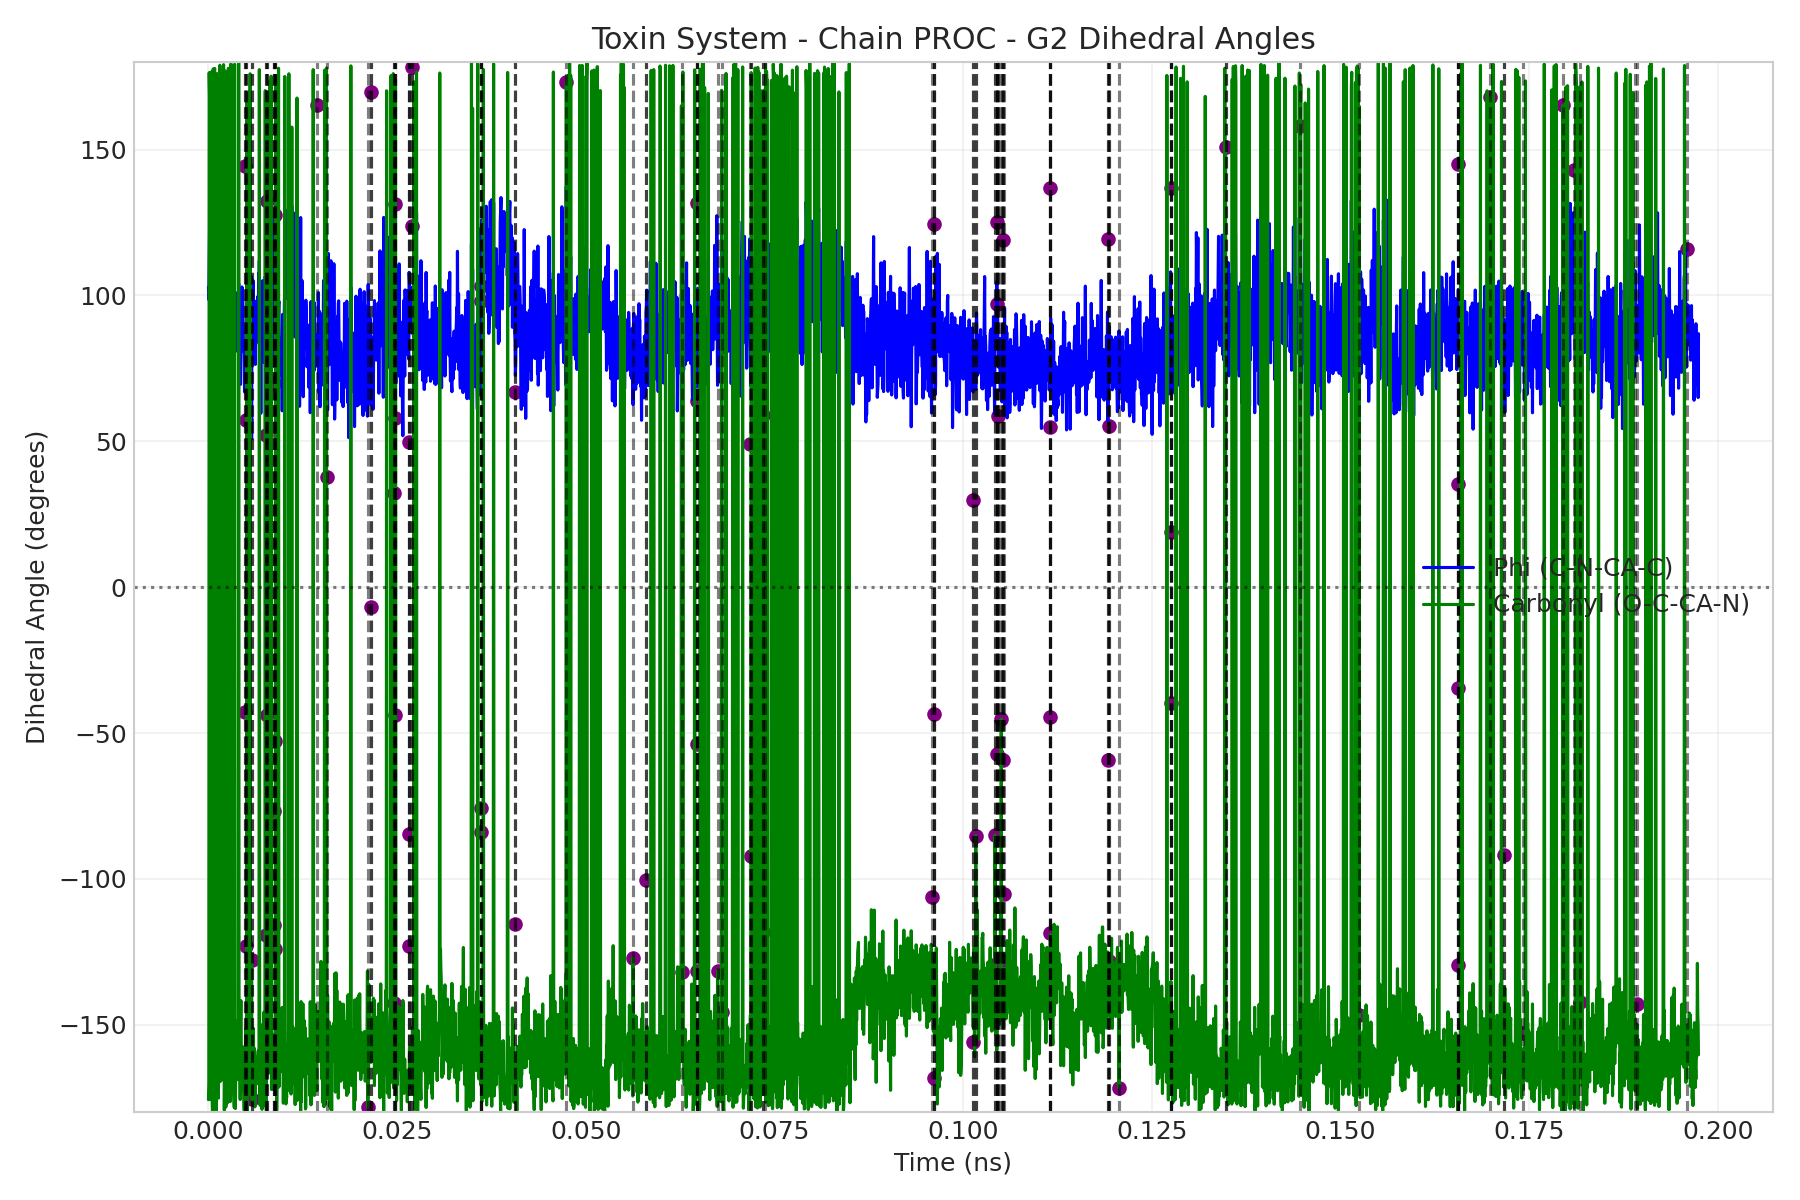 Toxin System - Chain PROC - G2 Dihedral Angles
Dihedral Angle (degrees)
150
100
50
0
−50
−100
−150
Phi (C-N-CA-C)
Carbonyl (O-C-CA-N)
0.000 0.025 0.050 0.075 0.100 0.125 0.150 0.175 0.200
Time (ns)